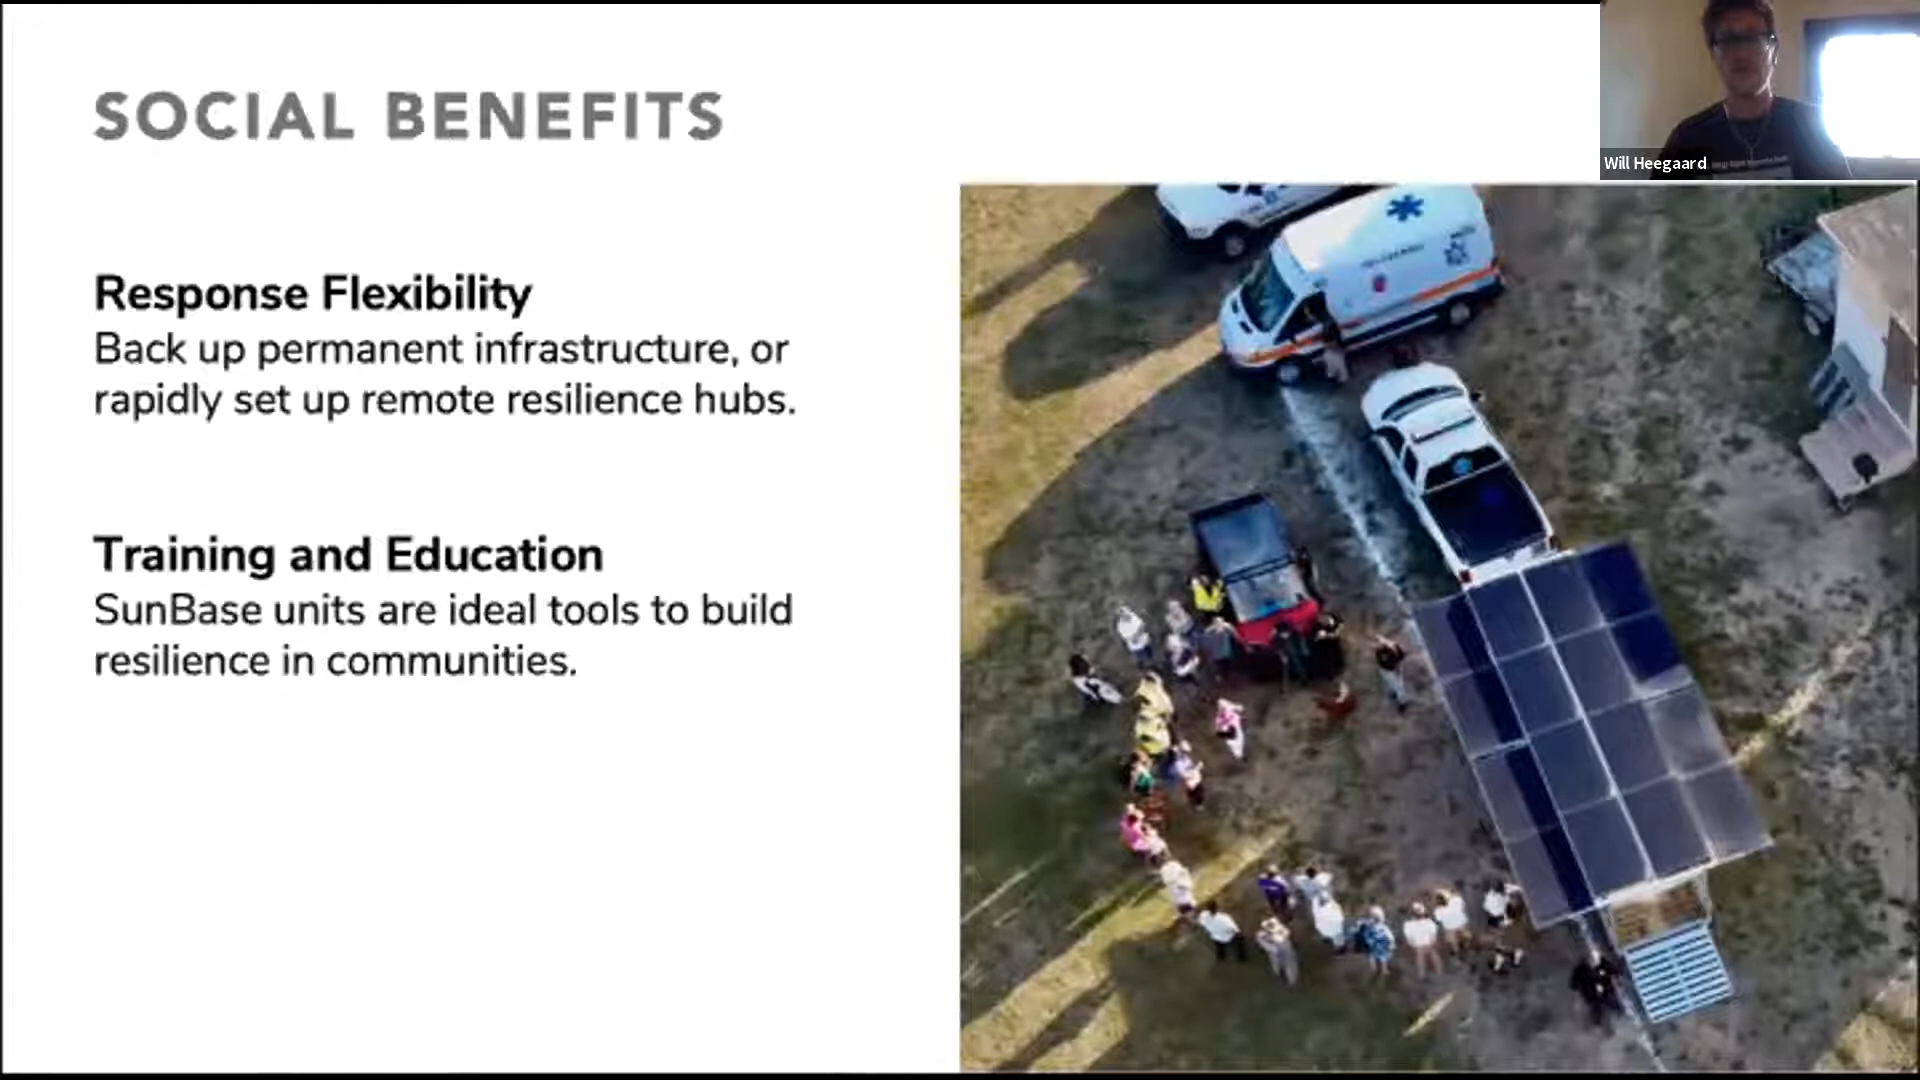 SOCIAL BENEFITS
Will Heegaard
Response Flexibility
Back up permanent infrastructure, or
rapidly set up remote resilience hubs.
Training and Education
SunBase units are ideal tools to build
resilience in communities.